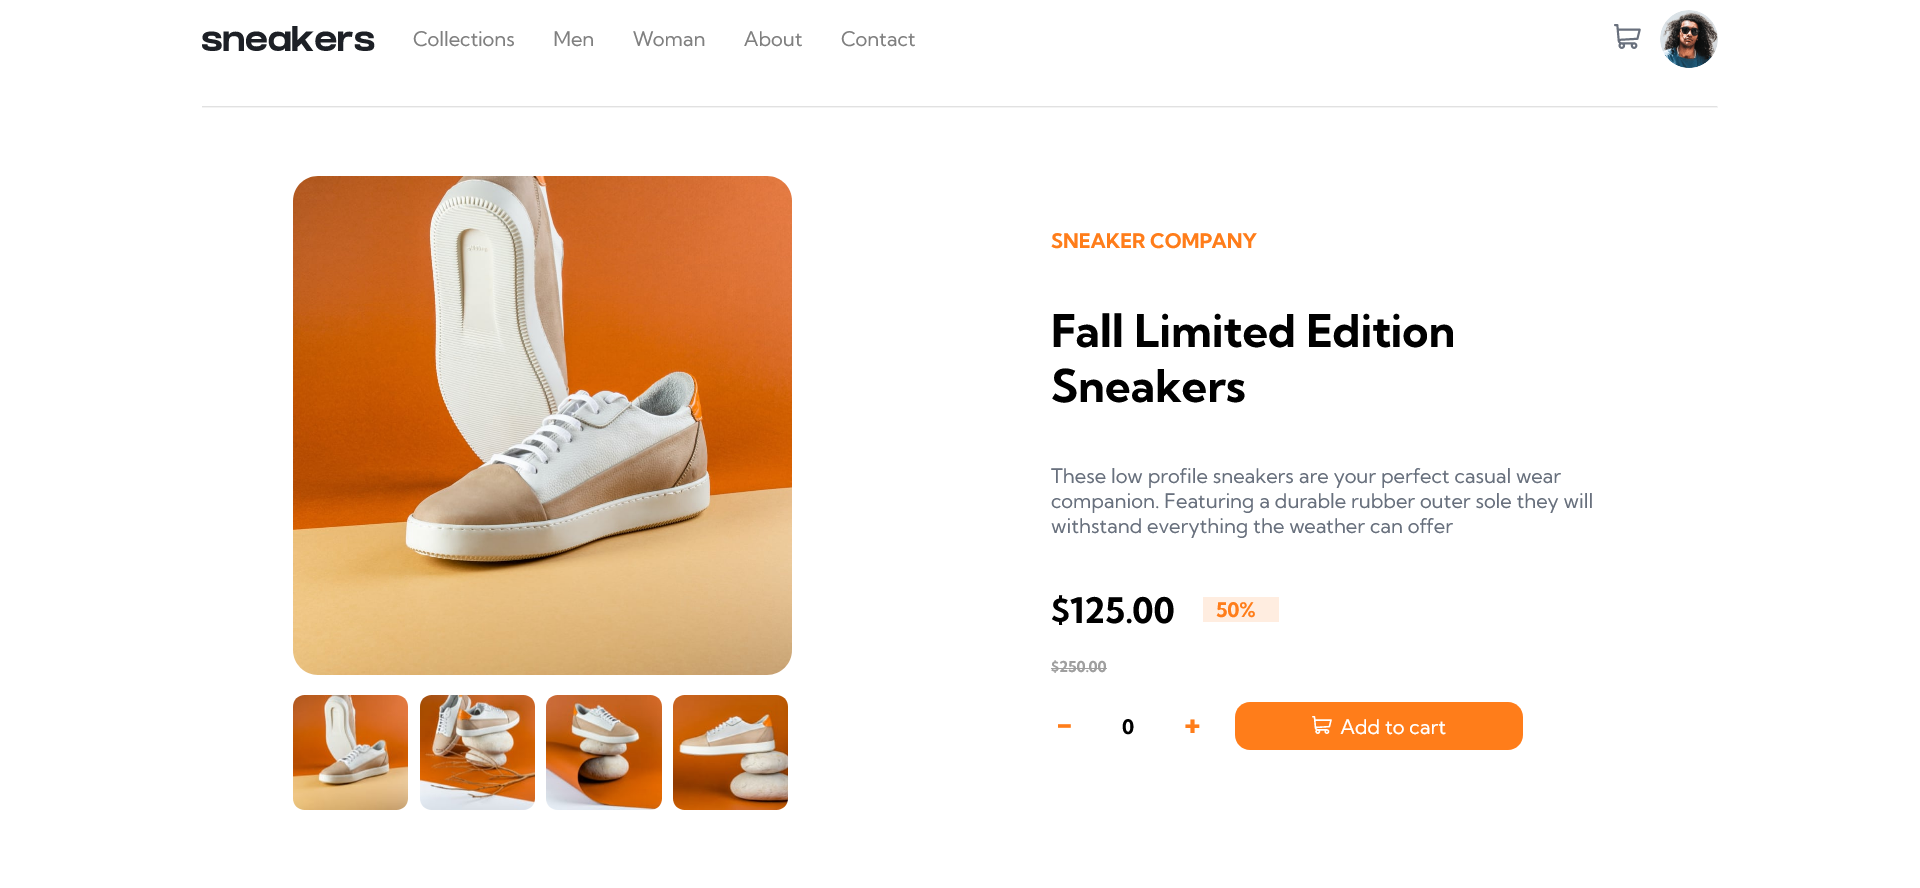 sneakers Collections Men Woman About Contact
SNEAKER COMPANY
Fall Limited Edition
Sneakers
These low profile sneakers are your perfect casual wear
companion. Featuring a durable rubber outer sole they will
withstand everything the weather can offer
$125.00 50%
$250.00
- 0 + Add to cart